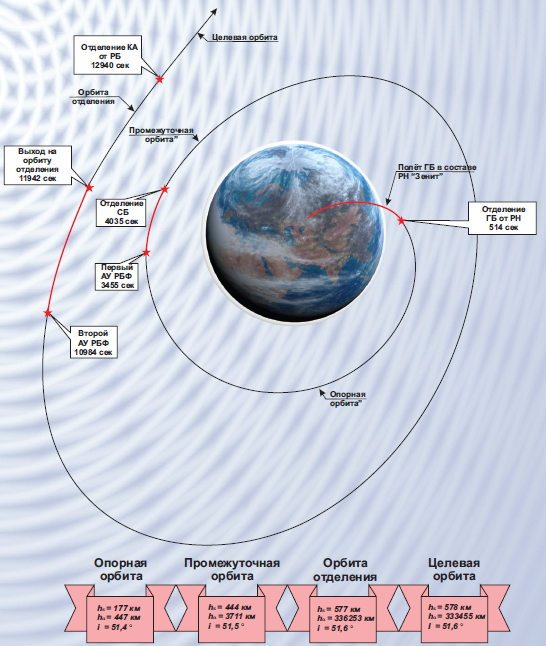 Целевая орбита
Отделение КА
от РБ
12940 сек
Орбита
отделения
Промежуточная
орбита"
Выход на
орбиту
отделения
11942 сек
Полёт ГБ в составе
РН "Зенит"
Отделение
СБ
4035 сек
Отделение
ГБ от РН
514 сек
Первый
АУ РБФ
3455 сек
Второй
АУ РБФ
10984 сек
Опорная
орбита"
Опорная
орбита
hₙ = 177 км
hₐ = 447 км
i = 51,4 °
Промежуточная
орбита
hₙ = 444 км
hₐ = 3711 км
i = 51,5 °
Орбита
отделения
hₙ = 577 км
hₐ = 336253 км
i = 51,6 °
Целевая
орбита
hₙ = 578 км
hₐ = 333455 км
i = 51,6 °